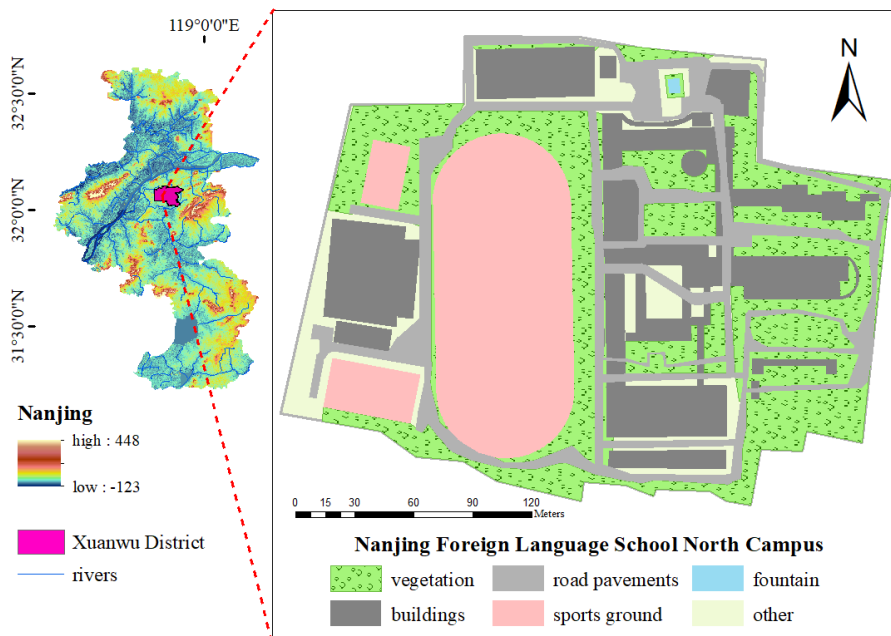 119°0'0"E
32°30'0"N
32°0'0"N
31°30'0"N
Nanjing
high : 448
low : -123
Xuanwu District
rivers
N
0 15 30 60 90 120
Meters
Nanjing Foreign Language School North Campus
vegetation road pavements fountain
buildings sports ground other